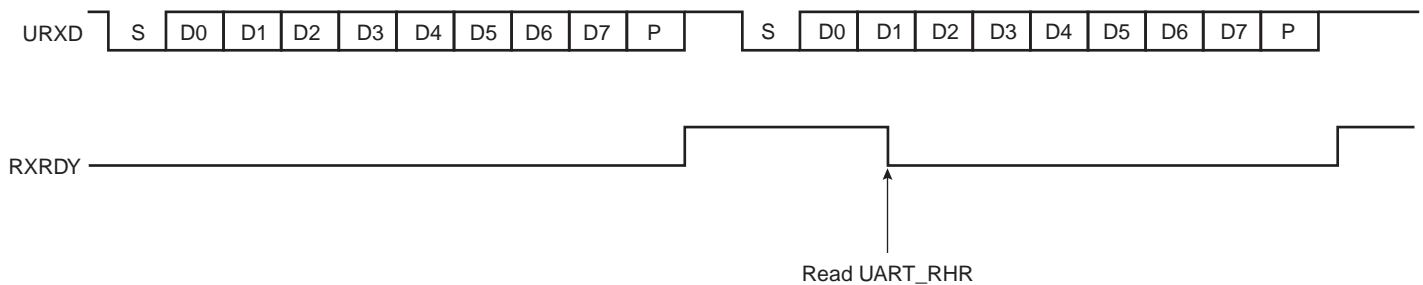 URXD S D0 D1 D2 D3 D4 D5 D6 D7 P S D0 D1 D2 D3 D4 D5 D6 D7 P
RXRDY
Read UART_RHR